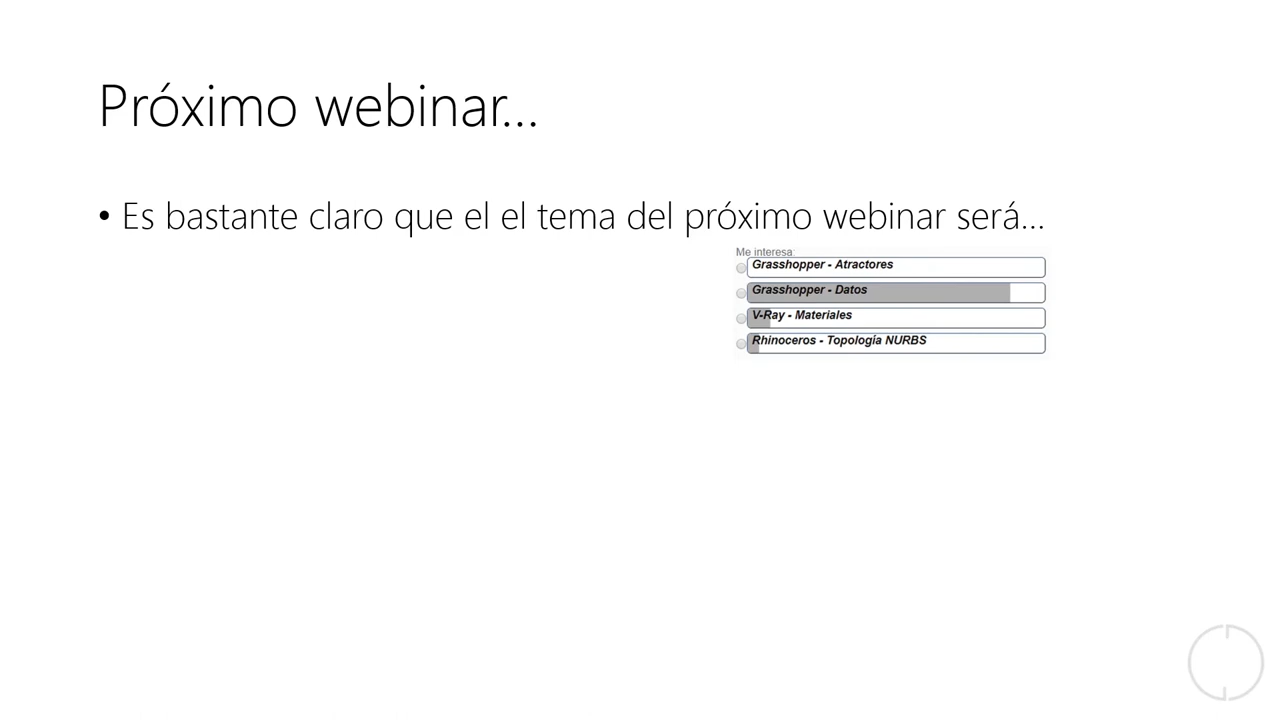 Próximo webinar...
• Es bastante claro que el el tema del próximo webinar será...
Me interesa:
Grasshopper - Atractores
Grasshopper - Datos
V-Ray - Materiales
Rhinoceros - Topología NURBS